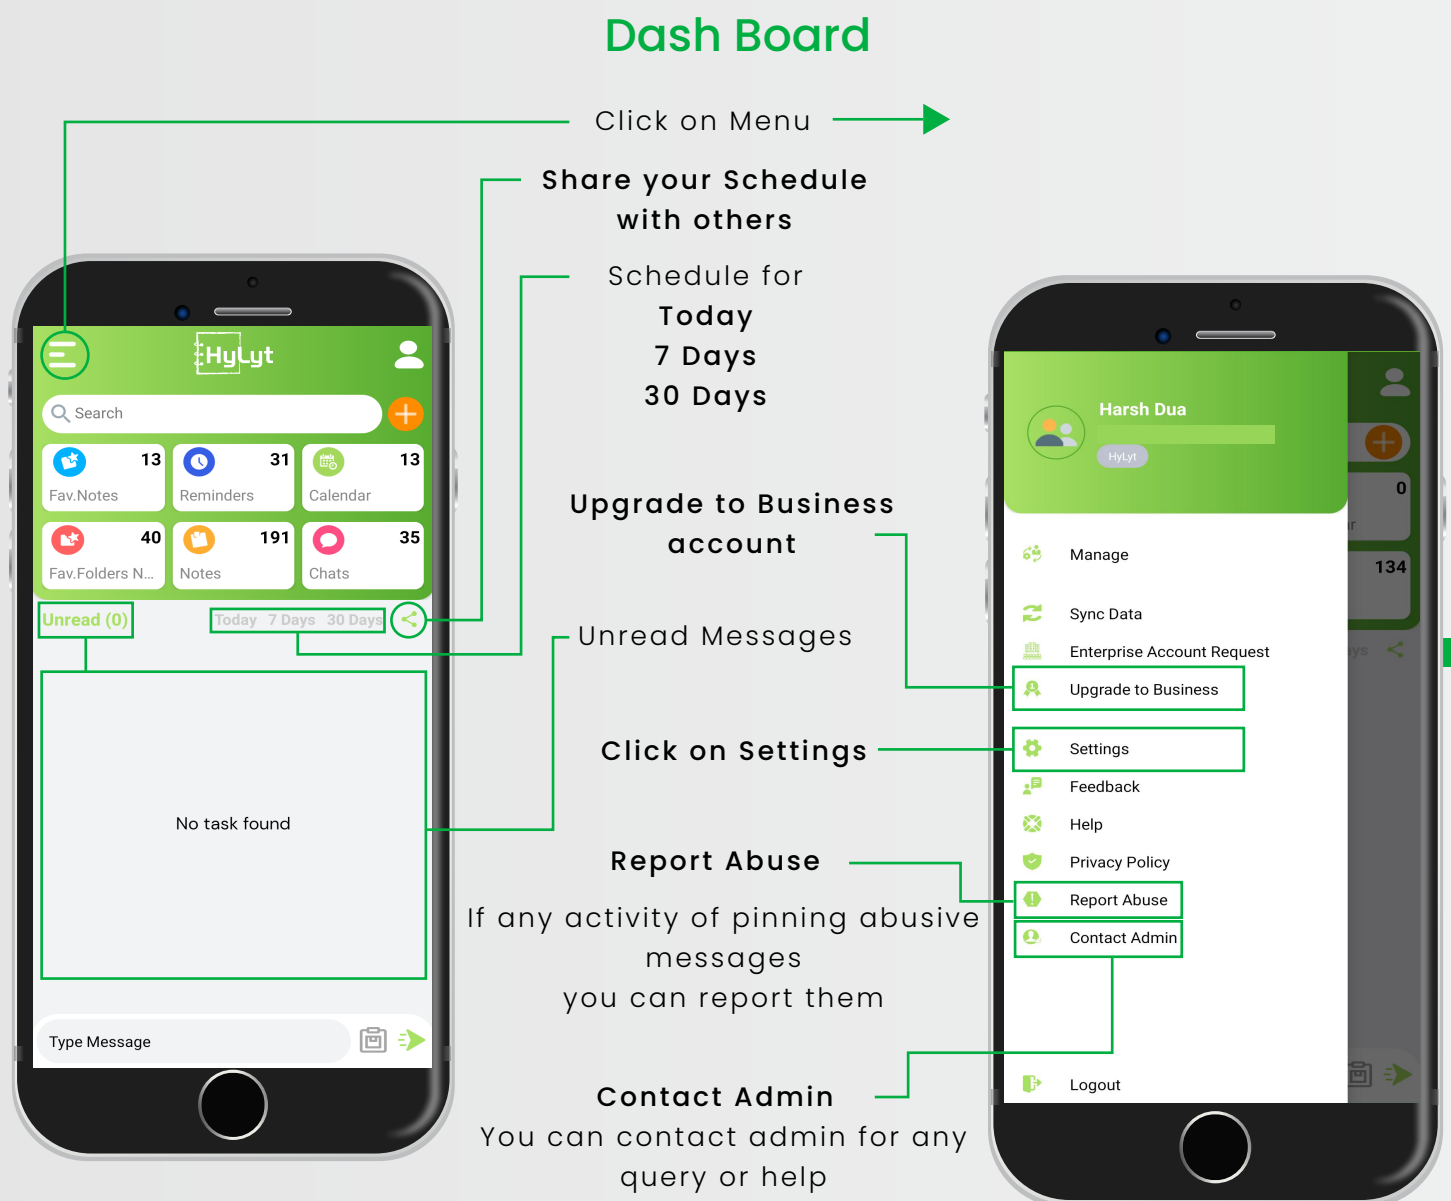 Dash Board
Click on Menu
Share your Schedule
with others
Schedule for
Today
7 Days
30 Days
Upgrade to Business
account
Unread Messages
Click on Settings
Report Abuse
If any activity of pinning abusive
messages
you can report them
Contact Admin
You can contact admin for any
query or help
HyLyt
Search
13
Fav.Notes
31
Reminders
13
Calendar
40
Fav.Folders N...
191
Notes
35
Chats
Unread (0)
Today 7 Days 30 Days
No task found
Type Message
Harsh Dua
HyLyt
Manage
Sync Data
Enterprise Account Request
Upgrade to Business
Settings
Feedback
Help
Privacy Policy
Report Abuse
Contact Admin
Logout
0
ar
134
ays